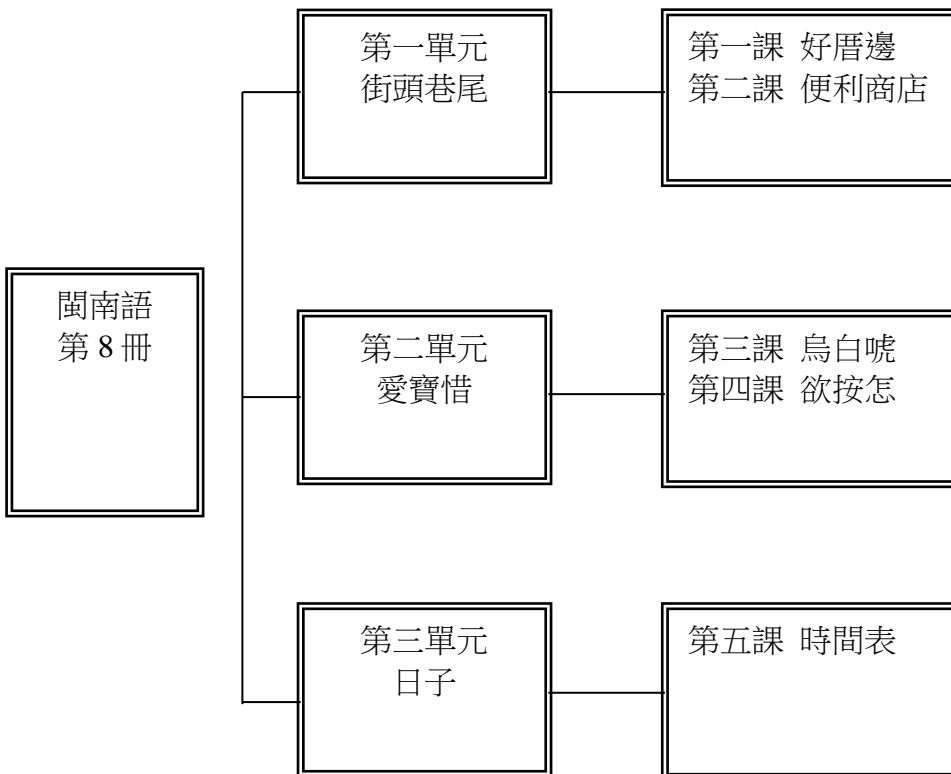 閩南語
第 8 冊
第一單元
街頭巷尾
第一課 好厝邊
第二課 便利商店
第二單元
愛寶惜
第三課 烏白唬
第四課 欲按怎
第三單元
日子
第五課 時間表